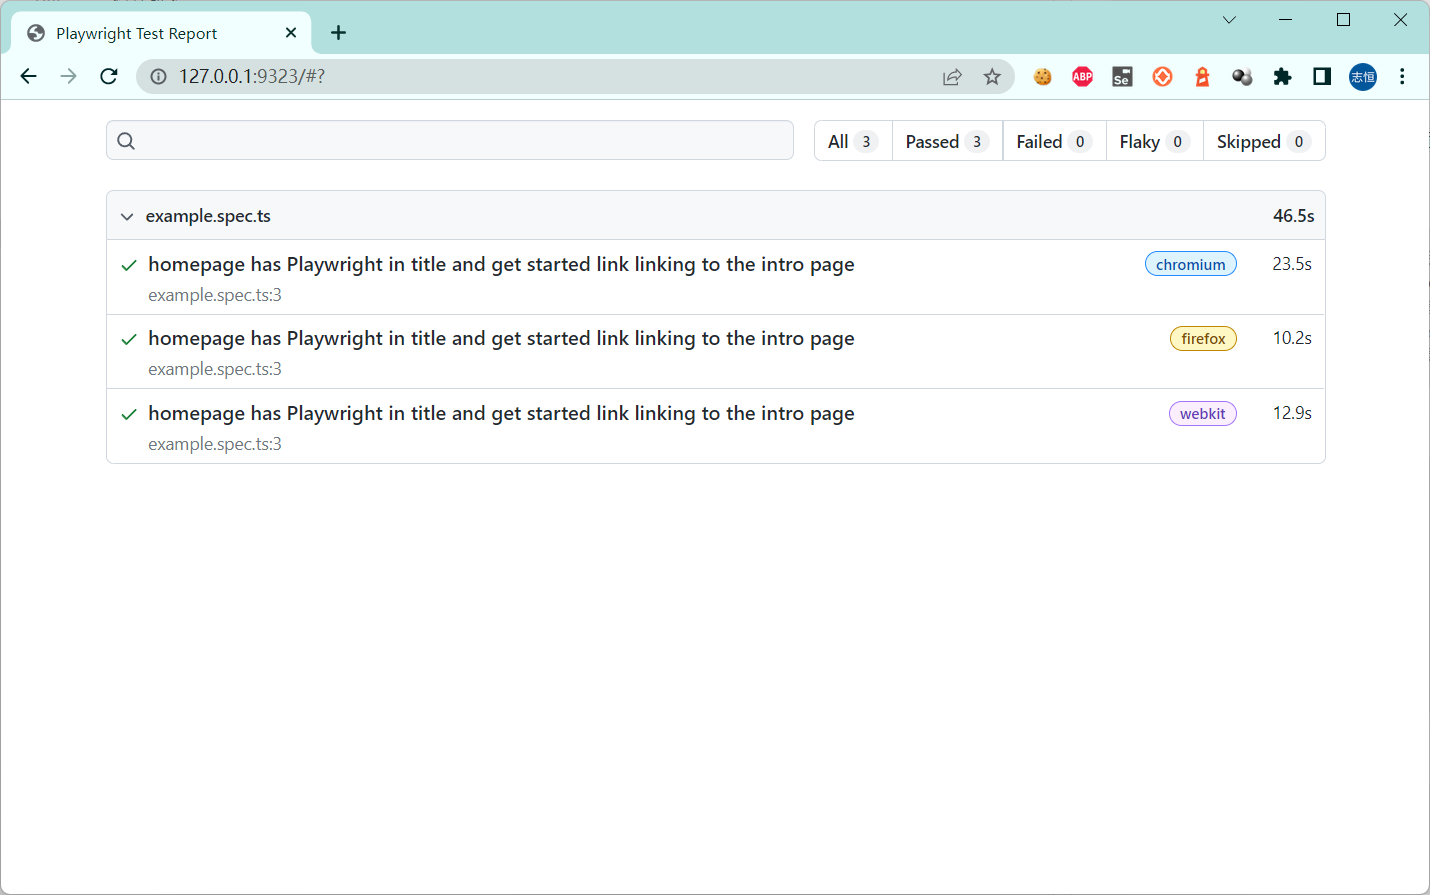 Playwright Test Report
127.0.0.1:9323/#?
ABP
Se
志恒
All 3
Passed 3
Failed 0
Flaky 0
Skipped 0
example.spec.ts 46.5s
homepage has Playwright in title and get started link linking to the intro page chromium 23.5s
example.spec.ts:3
homepage has Playwright in title and get started link linking to the intro page firefox 10.2s
example.spec.ts:3
homepage has Playwright in title and get started link linking to the intro page webkit 12.9s
example.spec.ts:3